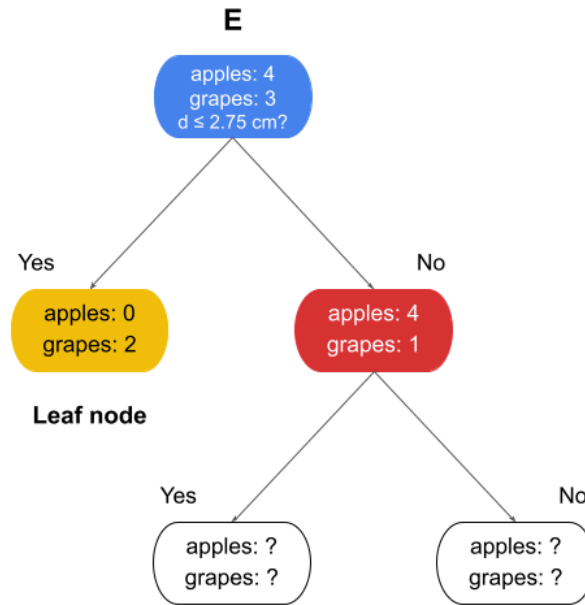 E
apples: 4
grapes: 3
d ≤ 2.75 cm?
Yes
No
apples: 0
grapes: 2
apples: 4
grapes: 1
Leaf node
Yes
No
apples: ?
grapes: ?
apples: ?
grapes: ?